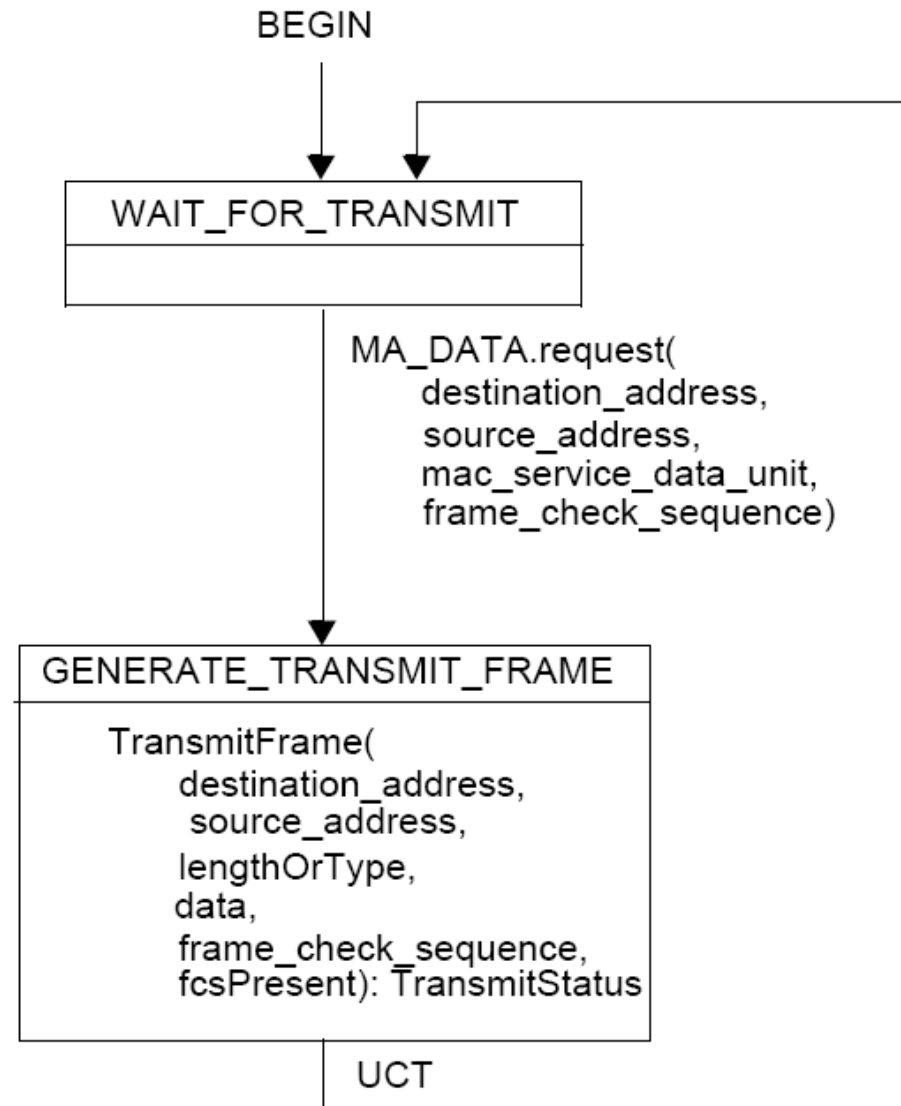 BEGIN
WAIT_FOR_TRANSMIT
MA_DATA.request(
destination_address,
source_address,
mac_service_data_unit,
frame_check_sequence)
GENERATE_TRANSMIT_FRAME
TransmitFrame(
destination_address,
source_address,
lengthOrType,
data,
frame_check_sequence,
fcsPresent): TransmitStatus
UCT